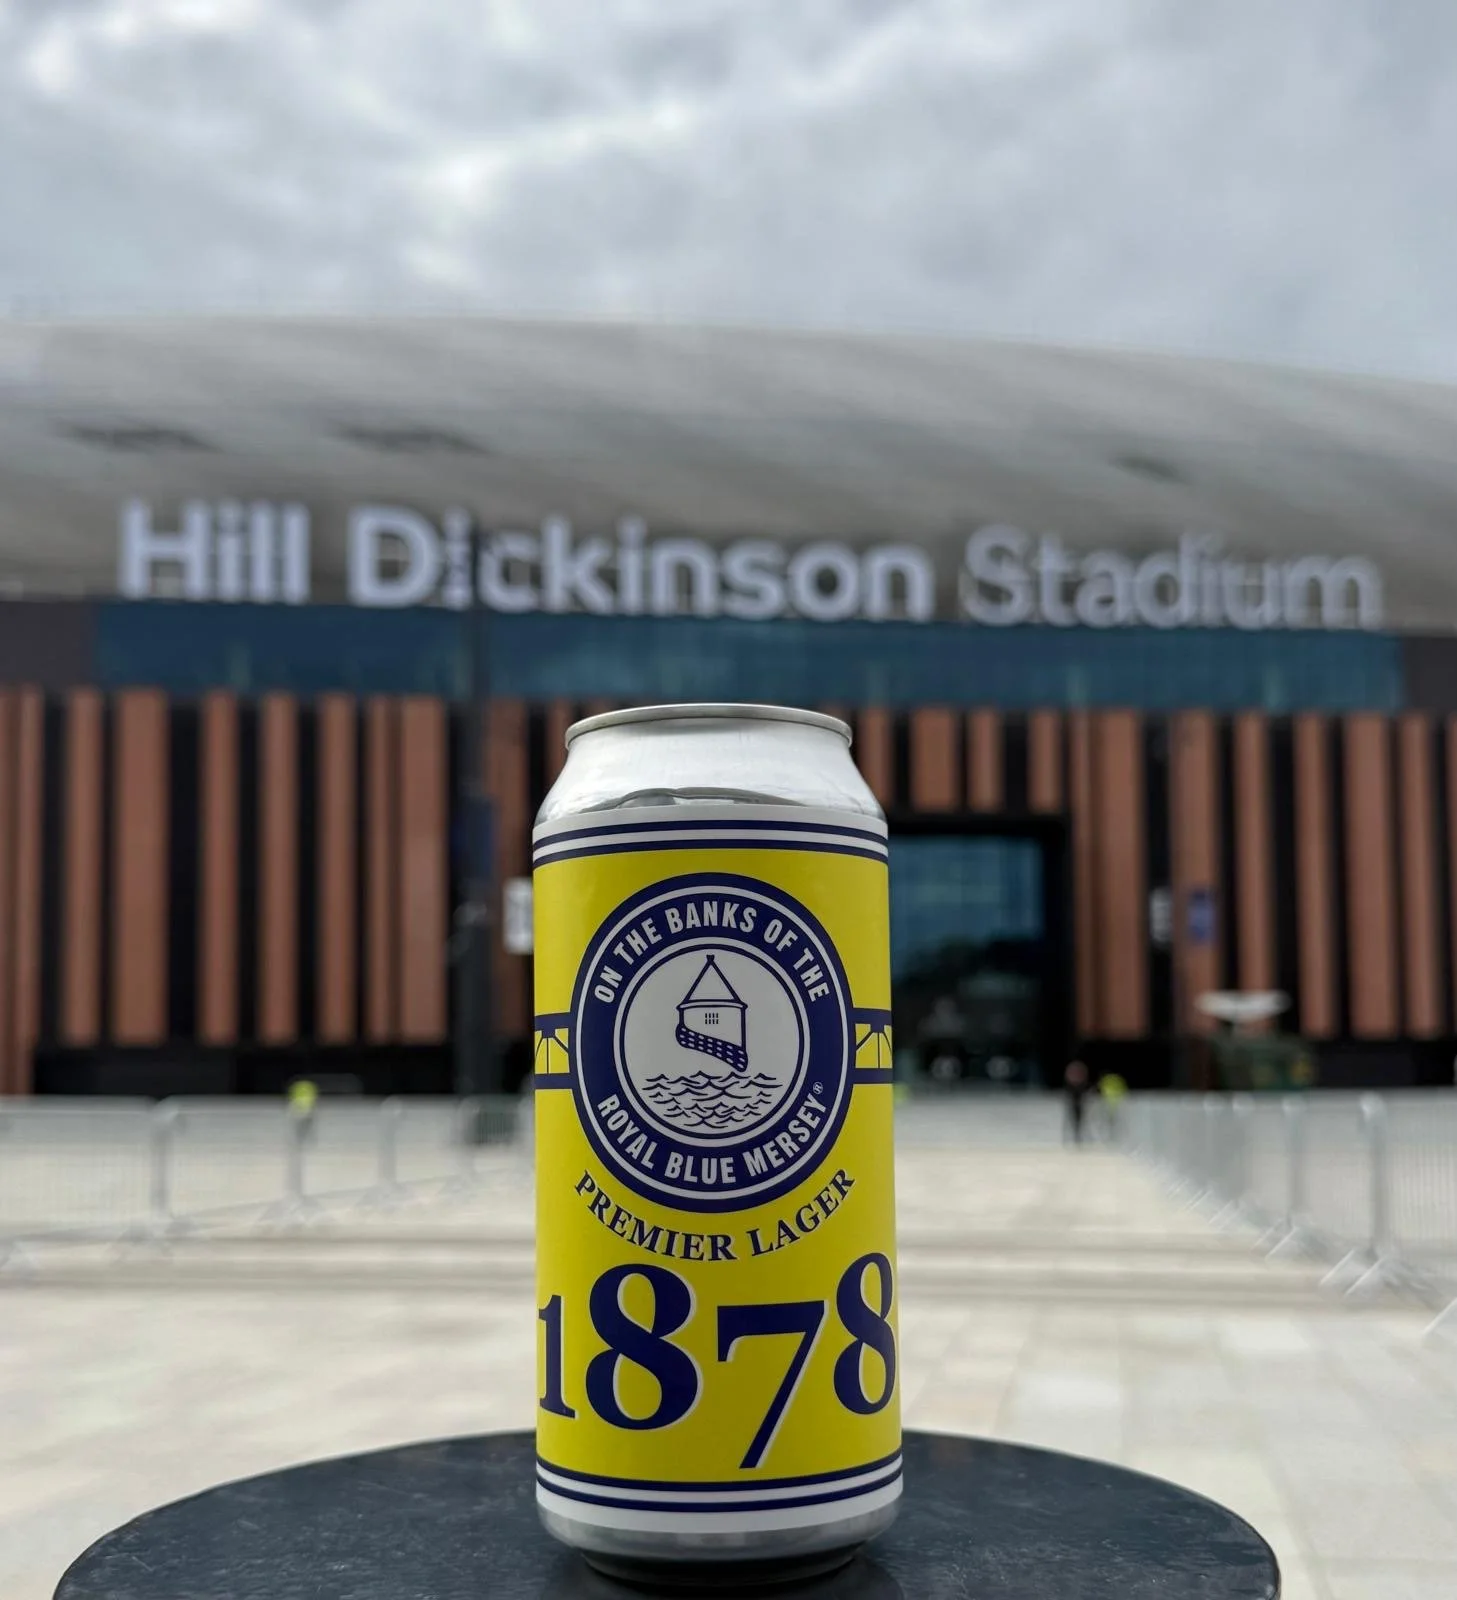 Hill Dickinson Stadium
ON THE BANKS OF THE
ROYAL BLUE MERSEY®
PREMIER LAGER
1878